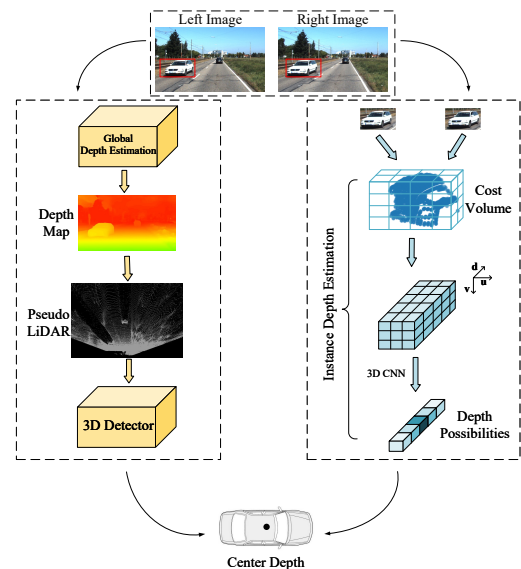 Left Image
Right Image
Global
Depth Estimation
Depth
Map
Pseudo
LiDAR
3D Detector
Instance Depth Estimation
Cost
Volume
d
u
v
3D CNN
Depth
Possibilities
Center Depth